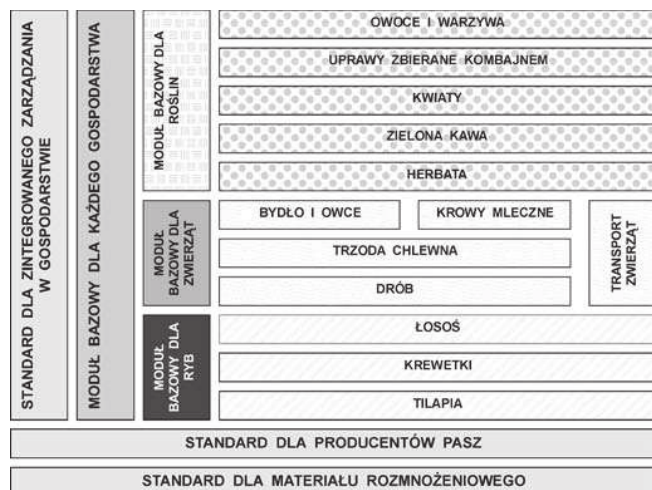 STANDARD DLA ZINTEGROWANEGO ZARZĄDZANIA
W GOSPODARSTWIE
MODUŁ BAZOWY DLA KAŻDEGO GOSPODARSTWA
MODUŁ BAZOWY DLA
ROŚLIN
OWOCE I WARZYWA
UPRAWY ZBIERANE KOMBAJNEM
KWIATY
ZIELONA KAWA
HERBATA
MODUŁ
BAZOWY DLA
ZWIERZĄT
BYDŁO I OWCE
KROWY MLECZNE
TRZODA CHLEWNA
DRÓB
TRANSPORT
ZWIERZĄT
MODUŁ
BAZOWY DLA
RYB
ŁOSOŚ
KREWETKI
TILAPIA
STANDARD DLA PRODUCENTÓW PASZ
STANDARD DLA MATERIAŁU ROZMNOŻENIOWEGO